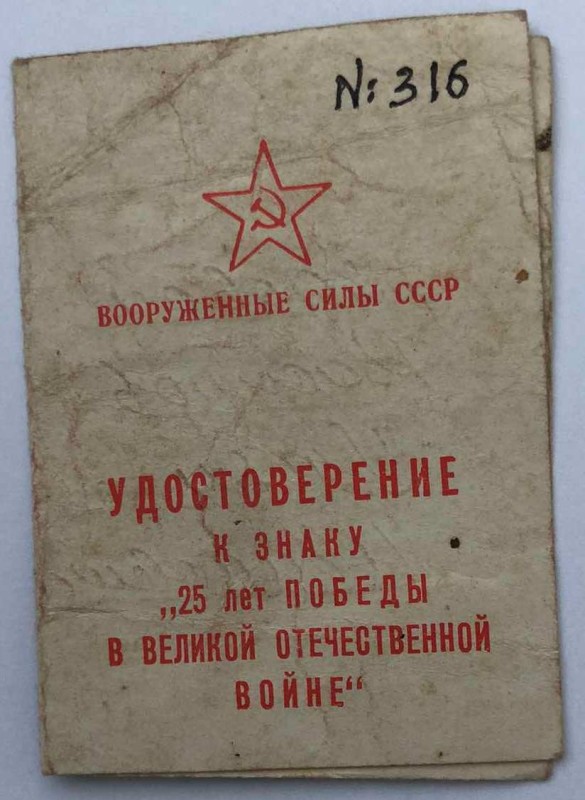 N: 316
ВООРУЖЕННЫЕ СИЛЫ СССР
УДОСТОВЕРЕНИЕ
К ЗНАКУ
„25 лет ПОБЕДЫ
В ВЕЛИКОЙ ОТЕЧЕСТВЕННОЙ
ВОЙНЕ“